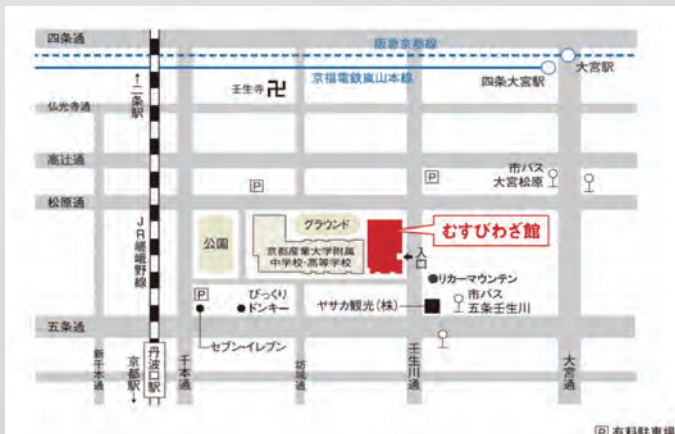 四条通
阪急京都線
大宮駅
京福電鉄嵐山本線
四条大宮駅
↑二条駅
壬生寺
仏光寺通
高辻通
P
P
市バス
大宮松原
松原通
JR嵯峨野線
公園
グラウンド
京都産業大学附属
中学校・高等学校
むすびわざ館
入口
リカーマウンテン
P
びっくり
ドンキー
ヤサカ観光(株)
市バス
五条壬生川
五条通
セブン-イレブン
新千本通
京都駅↓
丹波口駅
千本通
坊城通
壬生川通
大宮通
P 有料駐車場